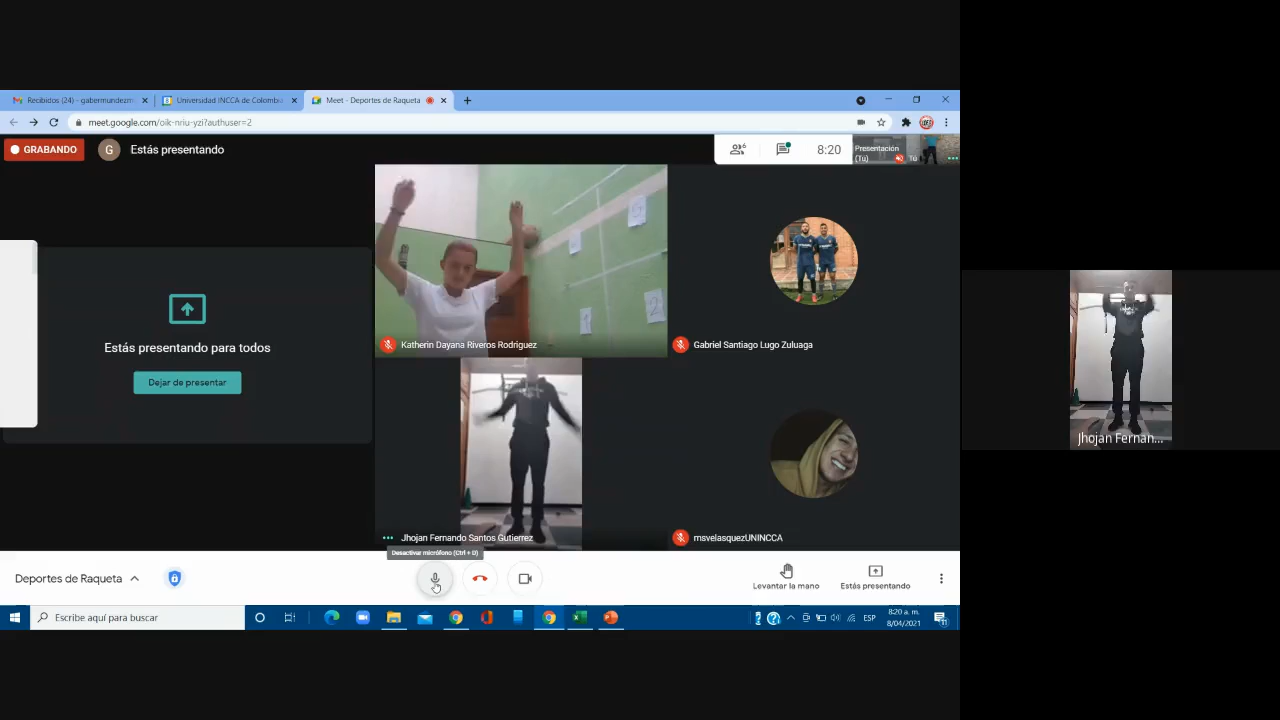 Recibidos (24) - gabermundezm
Universidad INCCA de Colombia
Meet - Deportes de Raqueta
meet.google.com/oik-nriu-yzi?authuser=2
GRABANDO
G
Estás presentando
6
8:20
Presentación
(Tu)
Tú
Estás presentando para todos
Dejar de presentar
2
Katherin Dayana Riveros Rodriguez
Gabriel Santiago Lugo Zuluaga
Jhojan Fernando Santos Gutierrez
msvelasquezUNINCCA
Desactivar micrófono (Ctrl + D)
Jhojan Fernan...
Deportes de Raqueta
Levantar la mano
Estás presentando
Escribe aquí para buscar
ESP
8:20 a. m.
8/04/2021